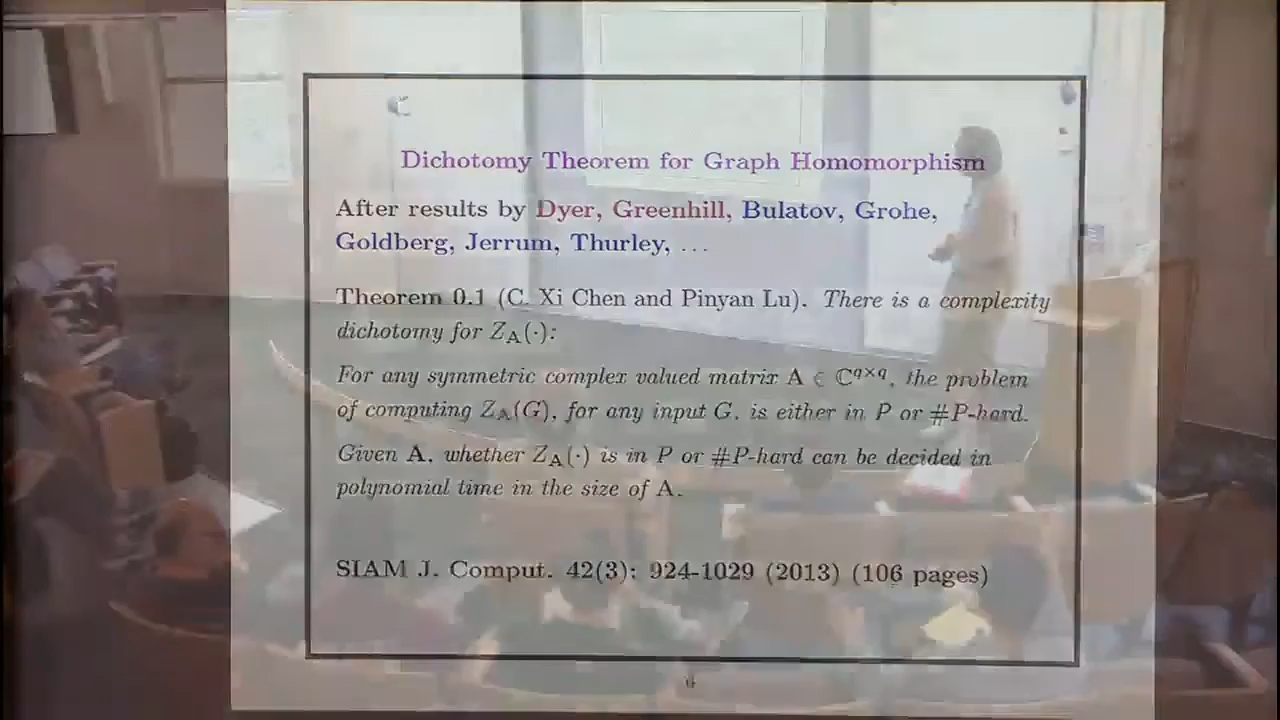 Dichotomy Theorem for Graph Homomorphism
After results by Dyer, Greenhill, Bulatov, Grohe,
Goldberg, Jerrum, Thurley, ...
Theorem 0.1 (C. Xi Chen and Pinyan Lu). There is a complexity
dichotomy for Z_A(·):
For any symmetric complex valued matrix A ∈ ℂ^{q×q}, the problem
of computing Z_A(G), for any input G, is either in P or #P-hard.
Given A, whether Z_A(·) is in P or #P-hard can be decided in
polynomial time in the size of A.
SIAM J. Comput. 42(3): 924-1029 (2013) (106 pages)